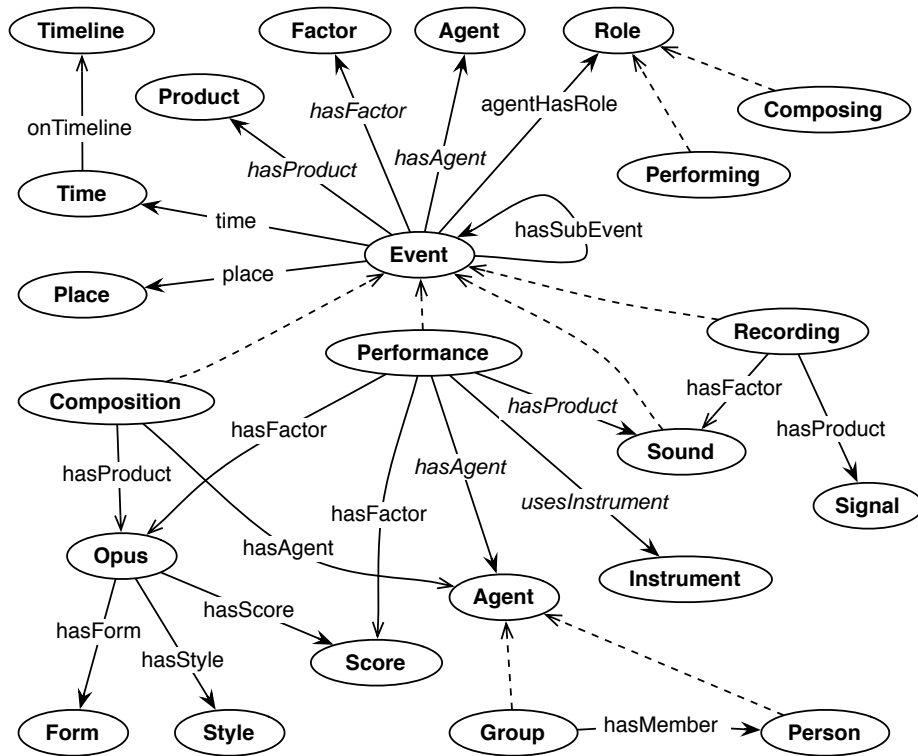 Timeline
Factor
Agent
Role
Product
Composing
hasFactor
agentHasRole
onTimeline
hasAgent
hasProduct
Performing
Time
time
hasSubEvent
Event
place
Place
Recording
Performance
Composition
hasFactor
hasProduct
hasFactor
hasProduct
Sound
hasProduct
hasAgent
usesInstrument
Signal
hasFactor
Opus
hasAgent
Instrument
Agent
hasScore
hasForm
hasStyle
Score
Form
Style
Group
hasMember
Person